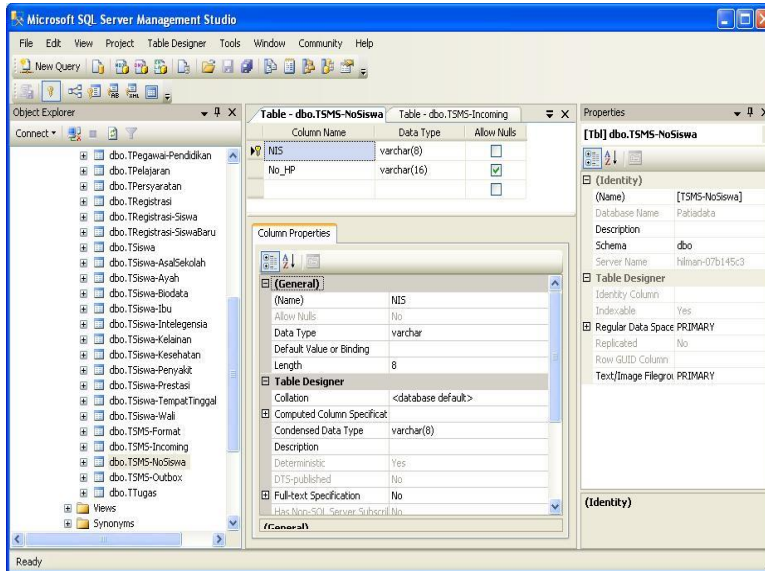 Microsoft SQL Server Management Studio
File Edit View Project Table Designer Tools Window Community Help
New Query
Object Explorer
Connect
dbo.TPegawai-Pendidikan
dbo.TPelajaran
dbo.TPersyaratan
dbo.TRegistrasi
dbo.TRegistrasi-Siswa
dbo.TRegistrasi-SiswaBaru
dbo.TSiswa
dbo.TSiswa-AsalSekolah
dbo.TSiswa-Ayah
dbo.TSiswa-Biodata
dbo.TSiswa-Ibu
dbo.TSiswa-Intelegensia
dbo.TSiswa-Kelainan
dbo.TSiswa-Kesehatan
dbo.TSiswa-Penyakit
dbo.TSiswa-Prestasi
dbo.TSiswa-TempatTinggal
dbo.TSiswa-Wali
dbo.TSMS-Format
dbo.TSMS-Incoming
dbo.TSMS-NoSiswa
dbo.TSMS-Outbox
dbo.TTugas
Views
Synonyms
Table - dbo.TSMS-NoSiswa Table - dbo.TSMS-Incoming
Column Name Data Type Allow Nulls
NIS varchar(8)
No_HP varchar(16)
Column Properties
(General)
(Name) NIS
Allow Nulls No
Data Type varchar
Default Value or Binding
Length 8
Table Designer
Collation <database default>
Computed Column Specificat
Condensed Data Type varchar(8)
Description
Deterministic Yes
DTS-published No
Full-text Specification No
Has Non-SQL Server Subscril No
(General)
Properties
[Tbl] dbo.TSMS-NoSiswa
(Identity)
(Name) [TSMS-NoSiswa]
Database Name Patiadata
Description
Schema dbo
Server Name hilman-07b145c3
Table Designer
Identity Column
Indexable Yes
Regular Data Space PRIMARY
Replicated No
Row GUID Column
Text/Image Filegrou PRIMARY
(Identity)
Ready